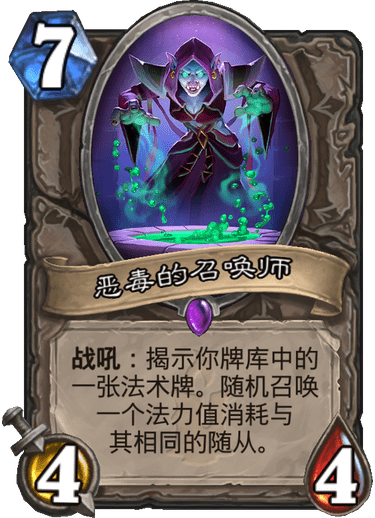 7
恶毒的召唤师
战吼：揭示你牌库中的
一张法术牌。随机召唤
一个法力值消耗与
其相同的随从。
4
4